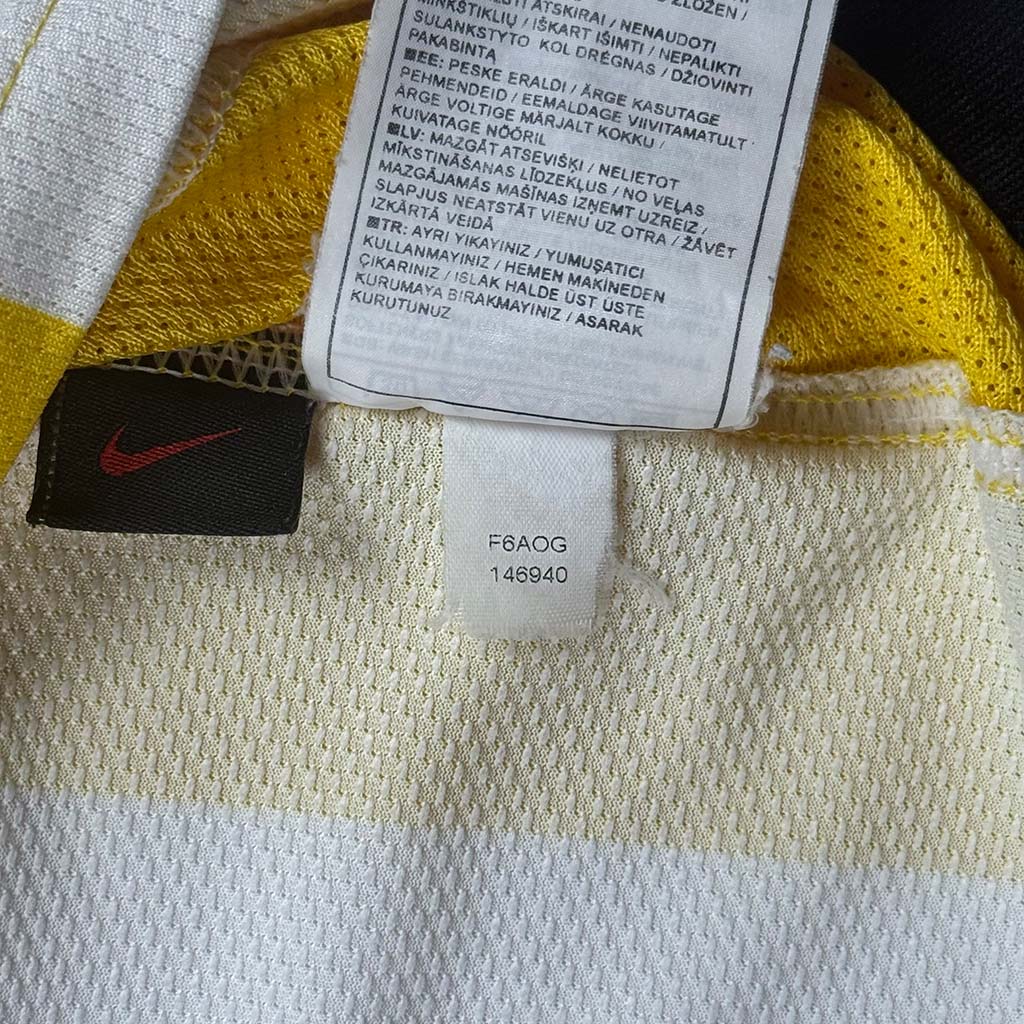 ATSKIRAI / NENAUDOTI
MINKŠTIKLIŲ / IŠKART IŠIMTI / NEPALIKTI
SULANKSTYTO KOL DRĖGNAS / DŽIOVINTI
PAKABINTĄ
EE: PESKE ERALDI / ÄRGE KASUTAGE
PEHMENDEID / EEMALDAGE VIIVITAMATULT
ÄRGE VOLTIGE MÄRJALT KOKKU /
KUIVATAGE NÖÖRIL
LV: MAZGĀT ATSEVIŠĶI / NELIETOT
MĪKSTINĀŠANAS LĪDZEKĻUS / NO VEĻAS
MAZGĀJAMĀS MAŠĪNAS IZŅEMT UZREIZ /
SLAPJUS NEATSTĀT VIENU UZ OTRA / ŽĀVĒT
IZKĀRTĀ VEIDĀ
TR: AYRI YIKAYINIZ / YUMUŞATICI
KULLANMAYINIZ / HEMEN MAKİNEDEN
ÇIKARINIZ / ISLAK HALDE ÜST ÜSTE
KURUMAYA BIRAKMAYINIZ / ASARAK
KURUTUNUZ
F6AOG
146940